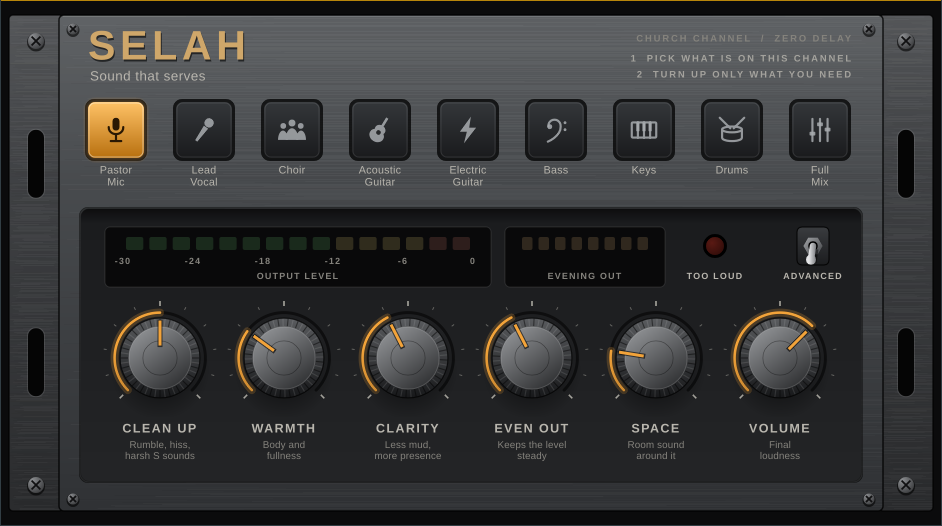 SELAH
Sound that serves
CHURCH CHANNEL / ZERO DELAY
1 PICK WHAT IS ON THIS CHANNEL
2 TURN UP ONLY WHAT YOU NEED
Pastor
Mic
Lead
Vocal
Choir
Acoustic
Guitar
Electric
Guitar
Bass
Keys
Drums
Full
Mix
-30 -24 -18 -12 -6 0
OUTPUT LEVEL
EVENING OUT
TOO LOUD
ADVANCED
CLEAN UP
Rumble, hiss,
harsh S sounds
WARMTH
Body and
fullness
CLARITY
Less mud,
more presence
EVEN OUT
Keeps the level
steady
SPACE
Room sound
around it
VOLUME
Final
loudness